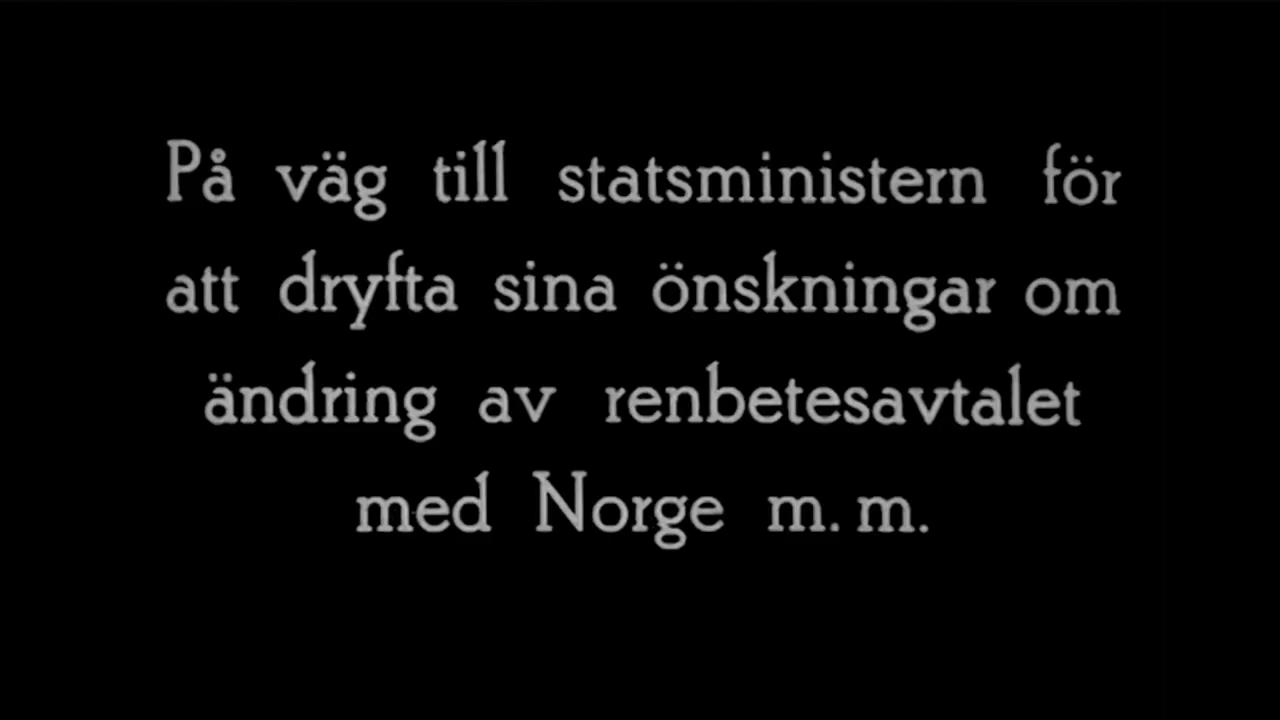 På väg till statsministern för
att dryfta sina önskningar om
ändring av renbetesavtalet
med Norge m. m.